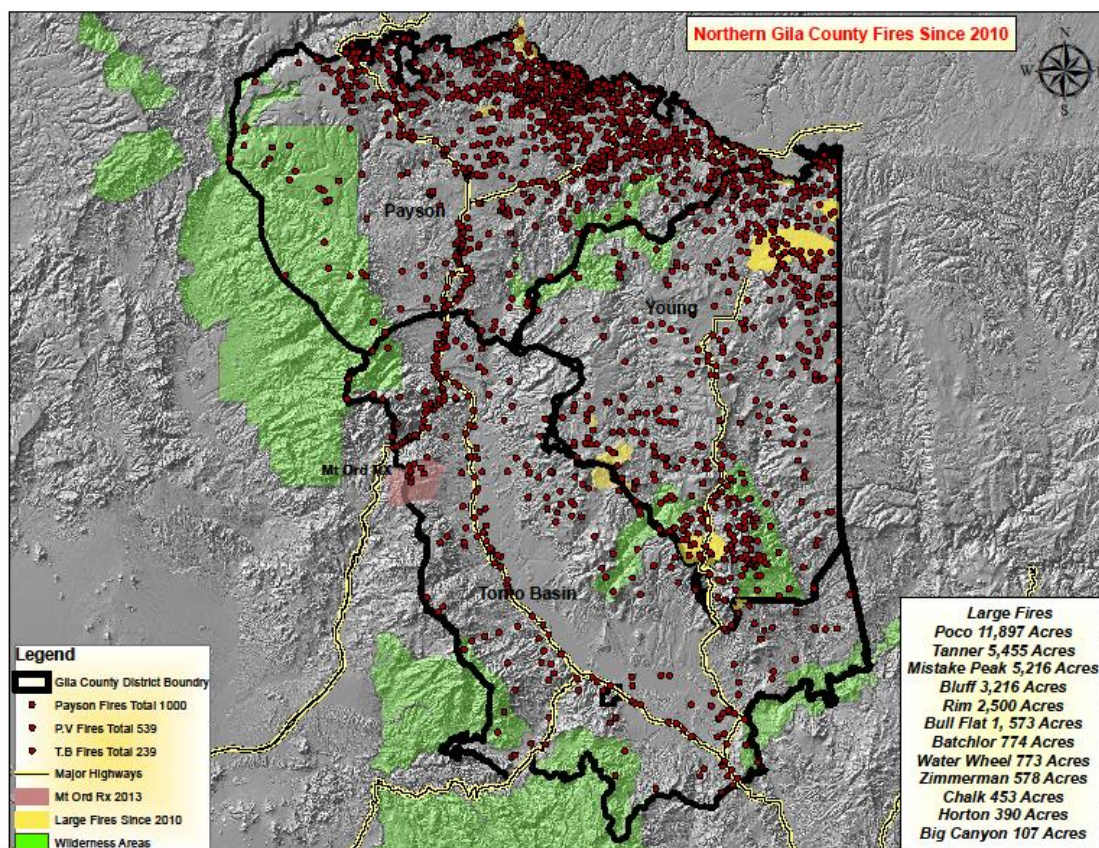 Northern Gila County Fires Since 2010
N
W
S
Payson
Young
Mt Ord Rx
Tonto Basin
Legend
Gila County District Boundry
Payson Fires Total 1000
P.V Fires Total 539
T.B Fires Total 239
Major Highways
Mt Ord Rx 2013
Large Fires Since 2010
Wilderness Areas
Large Fires
Poco 11,897 Acres
Tanner 5,455 Acres
Mistake Peak 5,216 Acres
Bluff 3,216 Acres
Rim 2,500 Acres
Bull Flat 1, 573 Acres
Batchlor 774 Acres
Water Wheel 773 Acres
Zimmerman 578 Acres
Chalk 453 Acres
Horton 390 Acres
Big Canyon 107 Acres